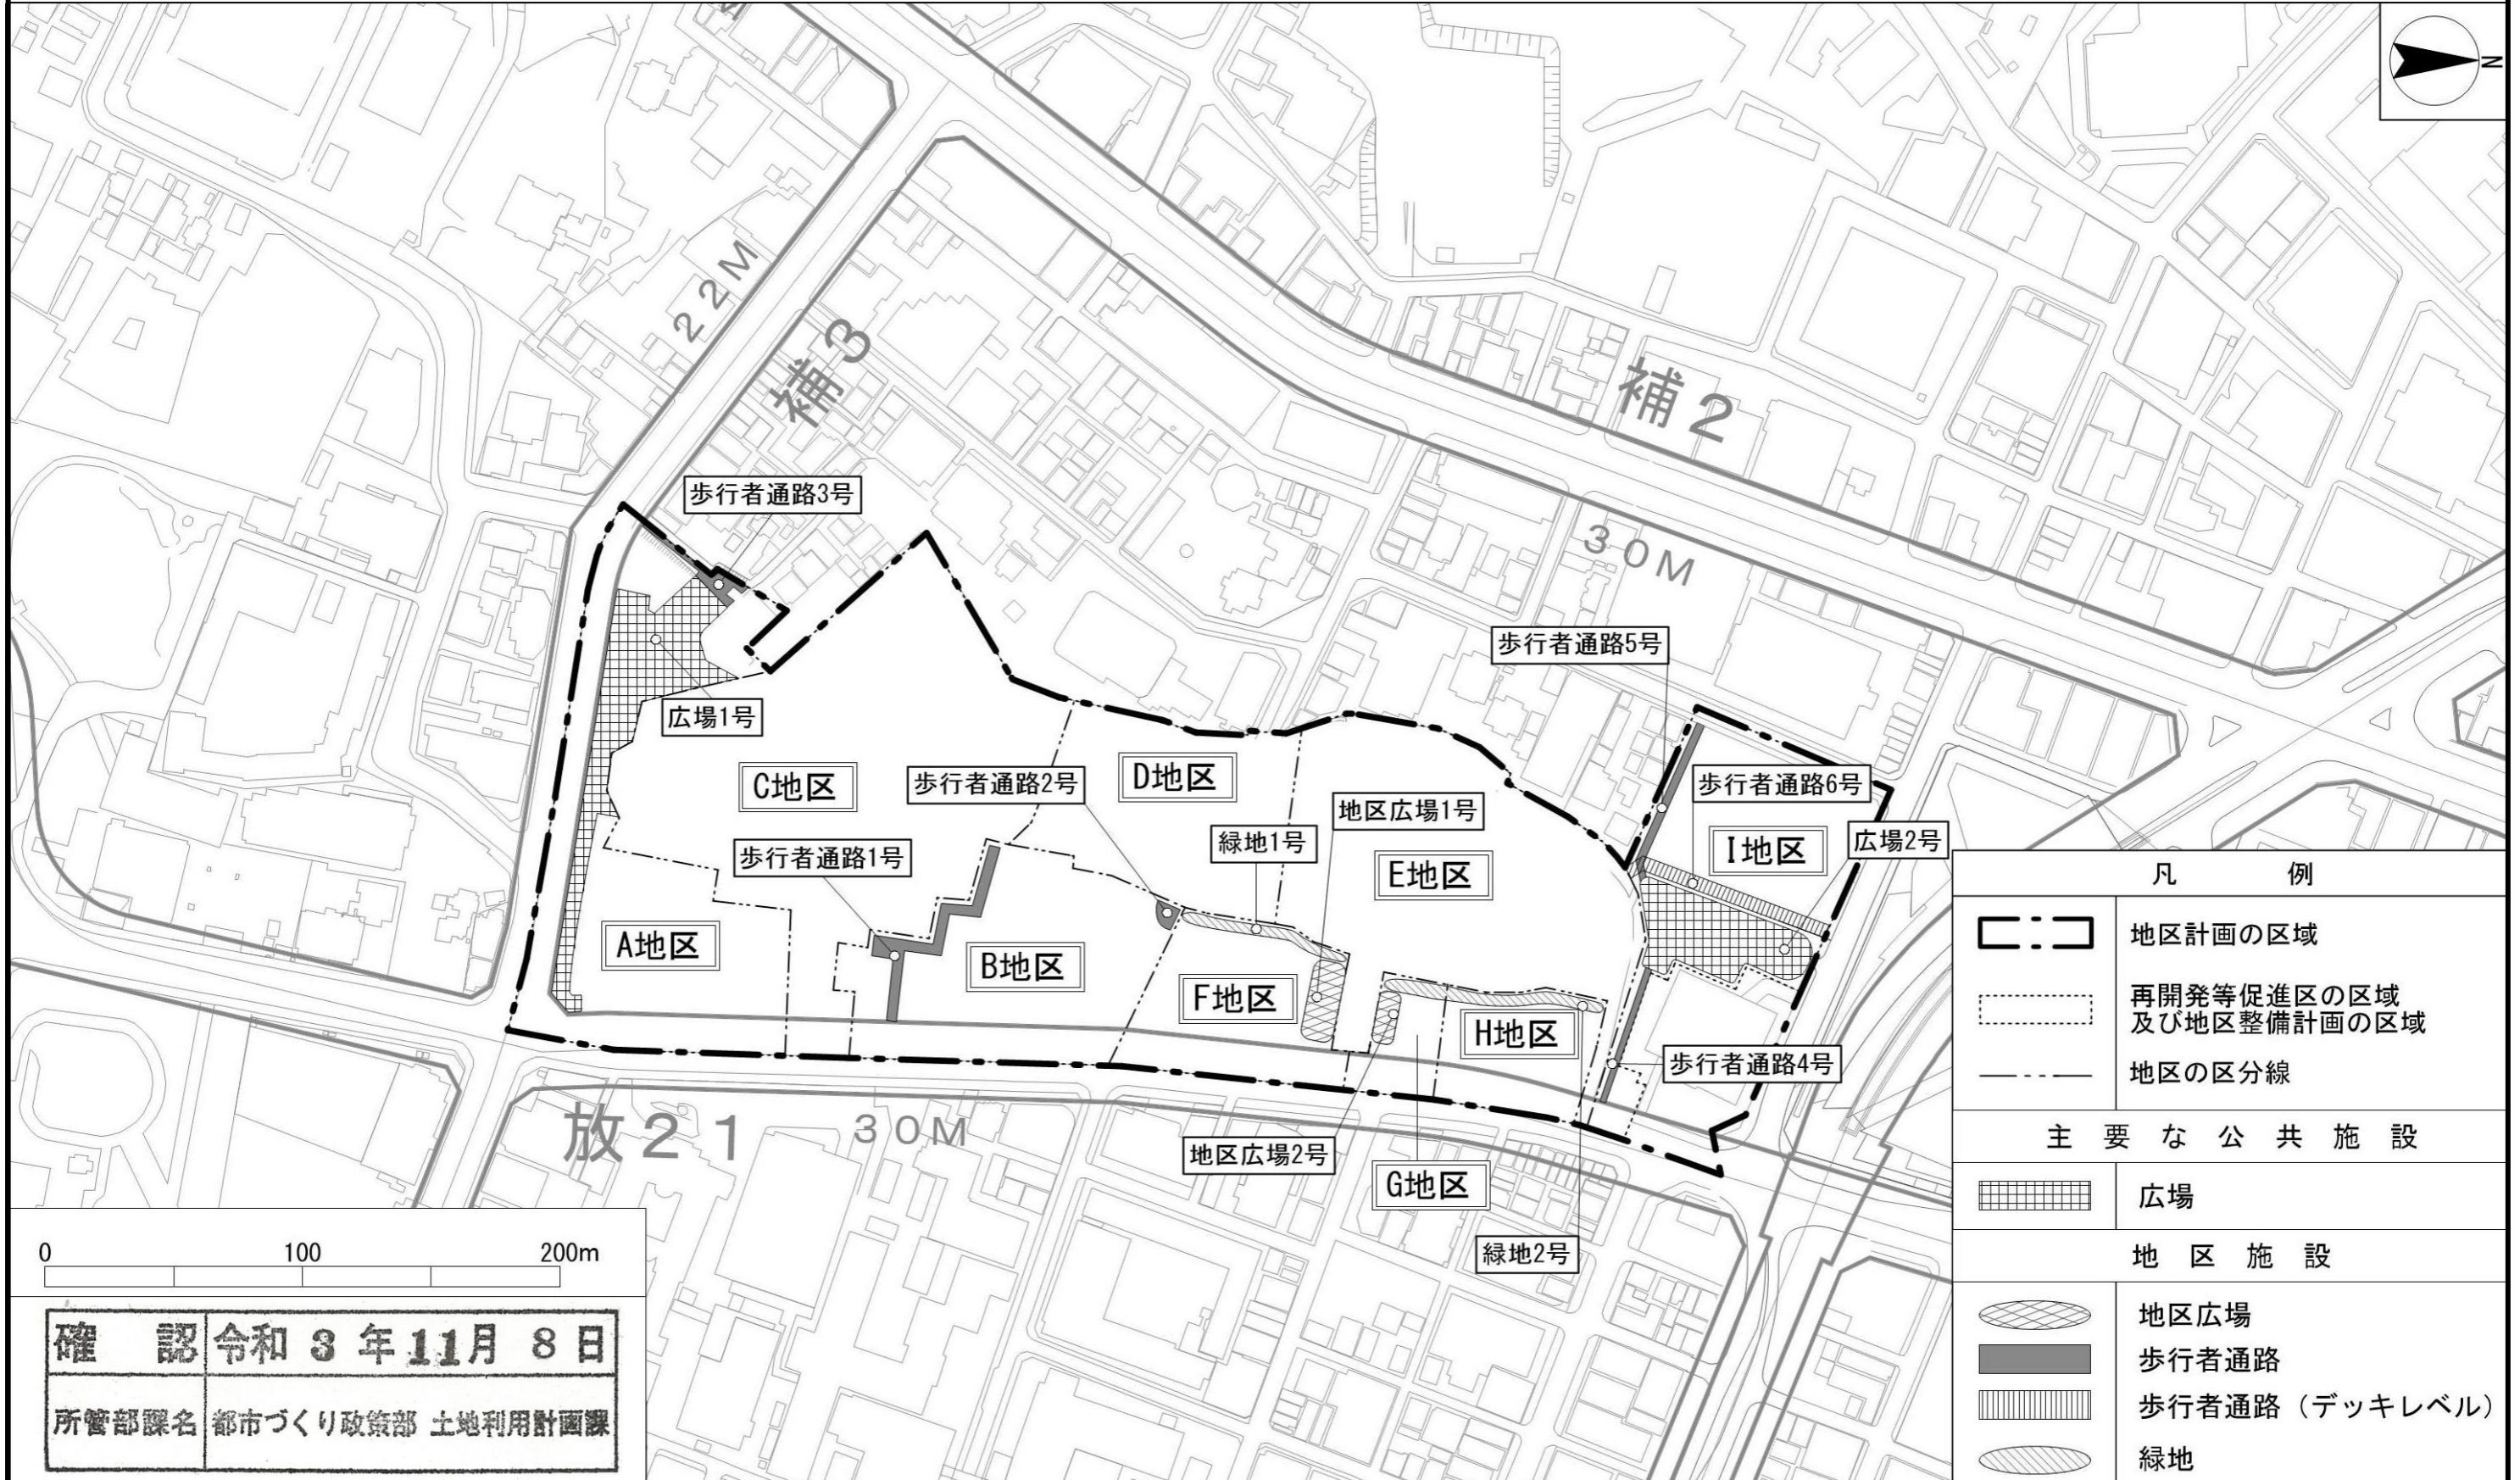 N
22M
補3
補2
30M
歩行者通路3号
歩行者通路5号
広場1号
C地区
歩行者通路2号
D地区
歩行者通路6号
地区広場1号
緑地1号
I地区
広場2号
歩行者通路1号
E地区
A地区
B地区
F地区
H地区
歩行者通路4号
放21
30M
地区広場2号
G地区
緑地2号
凡 例
地区計画の区域
再開発等促進区の区域
及び地区整備計画の区域
地区の区分線
主要な公共施設
広場
地区施設
地区広場
歩行者通路
歩行者通路（デッキレベル）
緑地
0 100 200m
確 認 令和 3 年 11月 8 日
所管部課名 都市づくり政策部 土地利用計画課